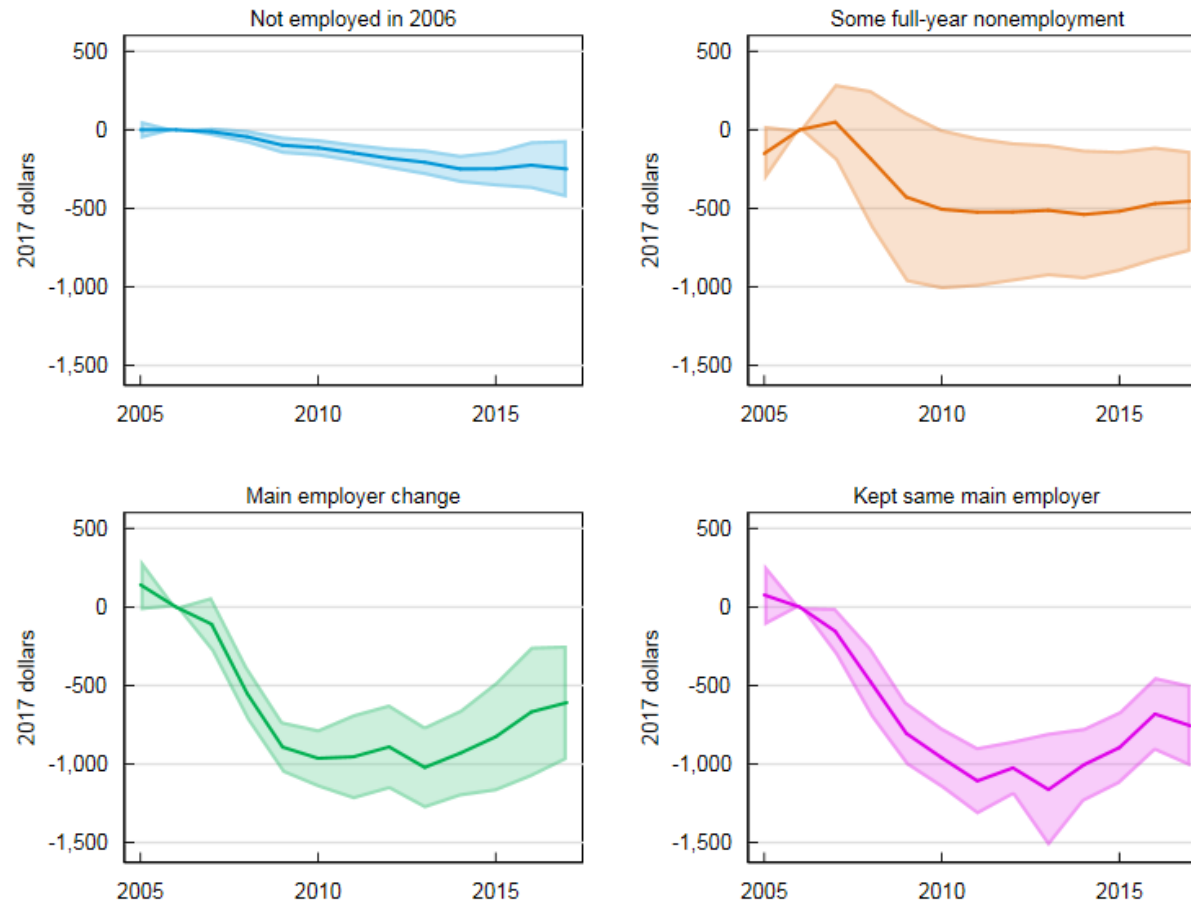 Not employed in 2006
2017 dollars
500
0
-500
-1,000
-1,500
2005 2010 2015
Some full-year nonemployment
2017 dollars
500
0
-500
-1,000
-1,500
2005 2010 2015
Main employer change
2017 dollars
500
0
-500
-1,000
-1,500
2005 2010 2015
Kept same main employer
2017 dollars
500
0
-500
-1,000
-1,500
2005 2010 2015